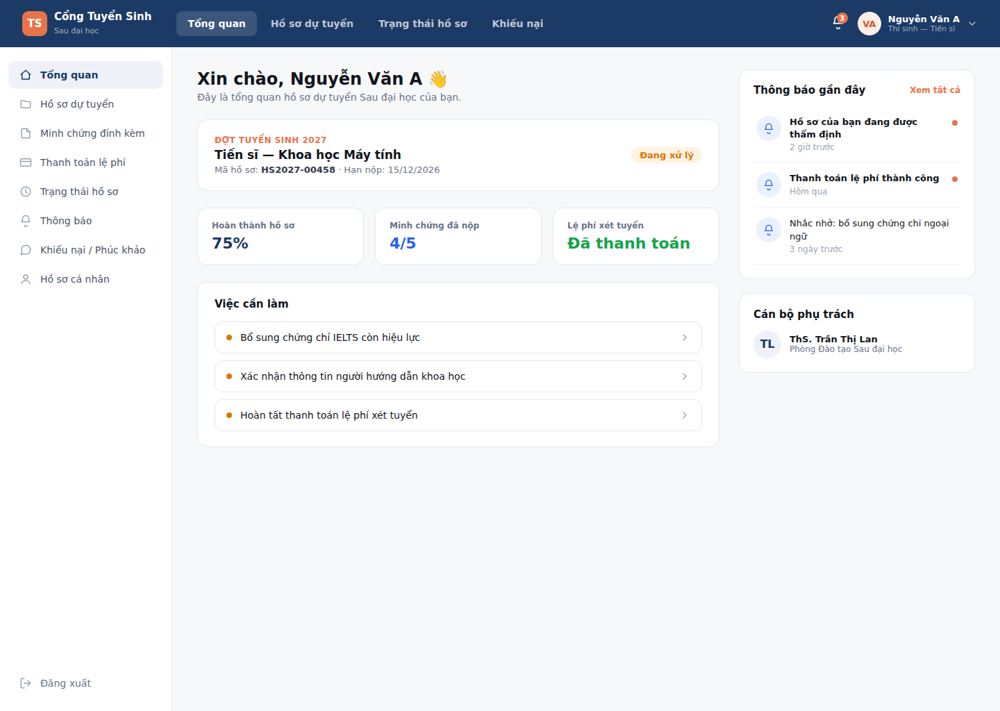 TS
Cổng Tuyển Sinh
Sau đại học
Tổng quan
Hồ sơ dự tuyển
Trạng thái hồ sơ
Khiếu nại
3
VA
Nguyễn Văn A
Thí sinh — Tiến sĩ
Tổng quan
Hồ sơ dự tuyển
Minh chứng đính kèm
Thanh toán lệ phí
Trạng thái hồ sơ
Thông báo
Khiếu nại / Phúc khảo
Hồ sơ cá nhân
Đăng xuất
Xin chào, Nguyễn Văn A 👋
Đây là tổng quan hồ sơ dự tuyển Sau đại học của bạn.
ĐỢT TUYỂN SINH 2027
Tiến sĩ — Khoa học Máy tính
Mã hồ sơ: HS2027-00458 · Hạn nộp: 15/12/2026
Đang xử lý
Hoàn thành hồ sơ
75%
Minh chứng đã nộp
4/5
Lệ phí xét tuyển
Đã thanh toán
Việc cần làm
Bổ sung chứng chỉ IELTS còn hiệu lực
Xác nhận thông tin người hướng dẫn khoa học
Hoàn tất thanh toán lệ phí xét tuyển
Thông báo gần đây
Xem tất cả
Hồ sơ của bạn đang được
thẩm định
2 giờ trước
Thanh toán lệ phí thành công
Hôm qua
Nhắc nhở: bổ sung chứng chỉ ngoại
ngữ
3 ngày trước
Cán bộ phụ trách
TL
ThS. Trần Thị Lan
Phòng Đào tạo Sau đại học